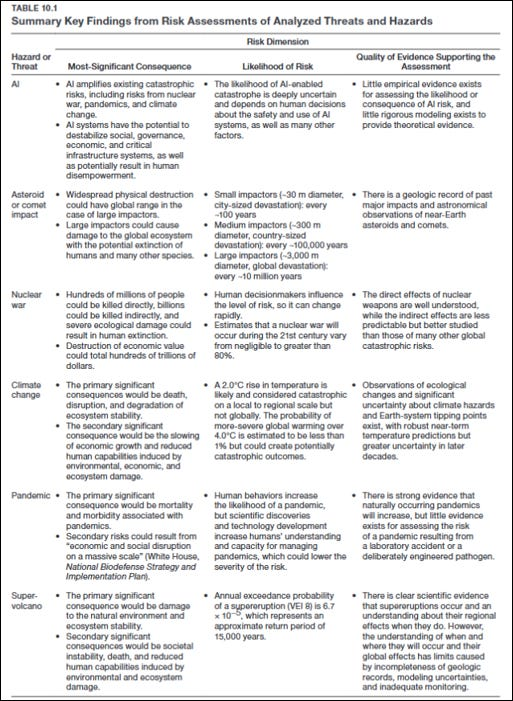 TABLE 10.1
Summary Key Findings from Risk Assessments of Analyzed Threats and Hazards
Risk Dimension
Hazard or Threat
Most-Significant Consequence
Likelihood of Risk
Quality of Evidence Supporting the Assessment
AI
• AI amplifies existing catastrophic
risks, including risks from nuclear
war, pandemics, and climate
change.
• AI systems have the potential to
destabilize social, governance,
economic, and critical
infrastructure systems, as well
as potentially result in human
disempowerment.
• The likelihood of AI-enabled
catastrophe is deeply uncertain
and depends on human decisions
about the safety and use of AI
systems, as well as many other
factors.
• Little empirical evidence exists
for assessing the likelihood or
consequence of AI risk, and
little rigorous modeling exists to
provide theoretical evidence.
Asteroid
or comet
impact
• Widespread physical destruction
could have global range in the
case of large impactors.
• Large impactors could cause
damage to the global ecosystem
with the potential extinction of
humans and many other species.
• Small impactors (~30 m diameter,
city-sized devastation): every
~100 years
• Medium impactors (~300 m
diameter, country-sized
devastation): every ~100,000 years
• Large impactors (~3,000 m
diameter, global devastation):
every ~10 million years
• There is a geologic record of past
major impacts and astronomical
observations of near-Earth
asteroids and comets.
Nuclear
war
• Hundreds of millions of people
could be killed directly, billions
could be killed indirectly, and
severe ecological damage could
result in human extinction.
• Destruction of economic value
could total hundreds of trillions of
dollars.
• Human decisionmakers influence
the level of risk, so it can change
rapidly.
• Estimates that a nuclear war will
occur during the 21st century vary
from negligible to greater than
80%.
• The direct effects of nuclear
weapons are well understood,
while the indirect effects are less
predictable but better studied
than those of many other global
catastrophic risks.
Climate
change
• The primary significant
consequences would be death,
disruption, and degradation of
ecosystem stability.
• The secondary significant
consequence would be the slowing
of economic growth and reduced
human capabilities induced by
environmental, economic, and
ecosystem damage.
• A 2.0°C rise in temperature is
likely and considered catastrophic
on a local to regional scale but
not globally. The probability of
more-severe global warming over
4.0°C is estimated to be less than
1% but could create potentially
catastrophic outcomes.
• Observations of ecological
changes and significant
uncertainty about climate hazards
and Earth-system tipping points
exist, with robust near-term
temperature predictions but
greater uncertainty in later
decades.
Pandemic
• The primary significant
consequence would be mortality
and morbidity associated with
pandemics.
• Secondary risks could result from
"economic and social disruption
on a massive scale" (White House,
National Biodefense Strategy and
Implementation Plan).
• Human behaviors increase
the likelihood of a pandemic,
but scientific discoveries
and technology development
increase humans' understanding
and capacity for managing
pandemics, which could lower the
severity of the risk.
• There is strong evidence that
naturally occurring pandemics
will increase, but little evidence
exists for assessing the risk
of a pandemic resulting from
a laboratory accident or a
deliberately engineered pathogen.
Super-
volcano
• The primary significant
consequence would be damage
to the natural environment and
ecosystem stability.
• Secondary significant
consequences would be societal
instability, death, and reduced
human capabilities induced by
environmental and ecosystem
damage.
• Annual exceedance probability
of a supereruption (VEI 8) is 6.7
× 10⁻⁵, which represents an
approximate return period of
15,000 years.
• There is clear scientific evidence
that supereruptions occur and an
understanding about their regional
effects when they do. However,
the understanding of when and
where they will occur and their
global effects has limits caused
by incompleteness of geologic
records, modeling uncertainties,
and inadequate monitoring.